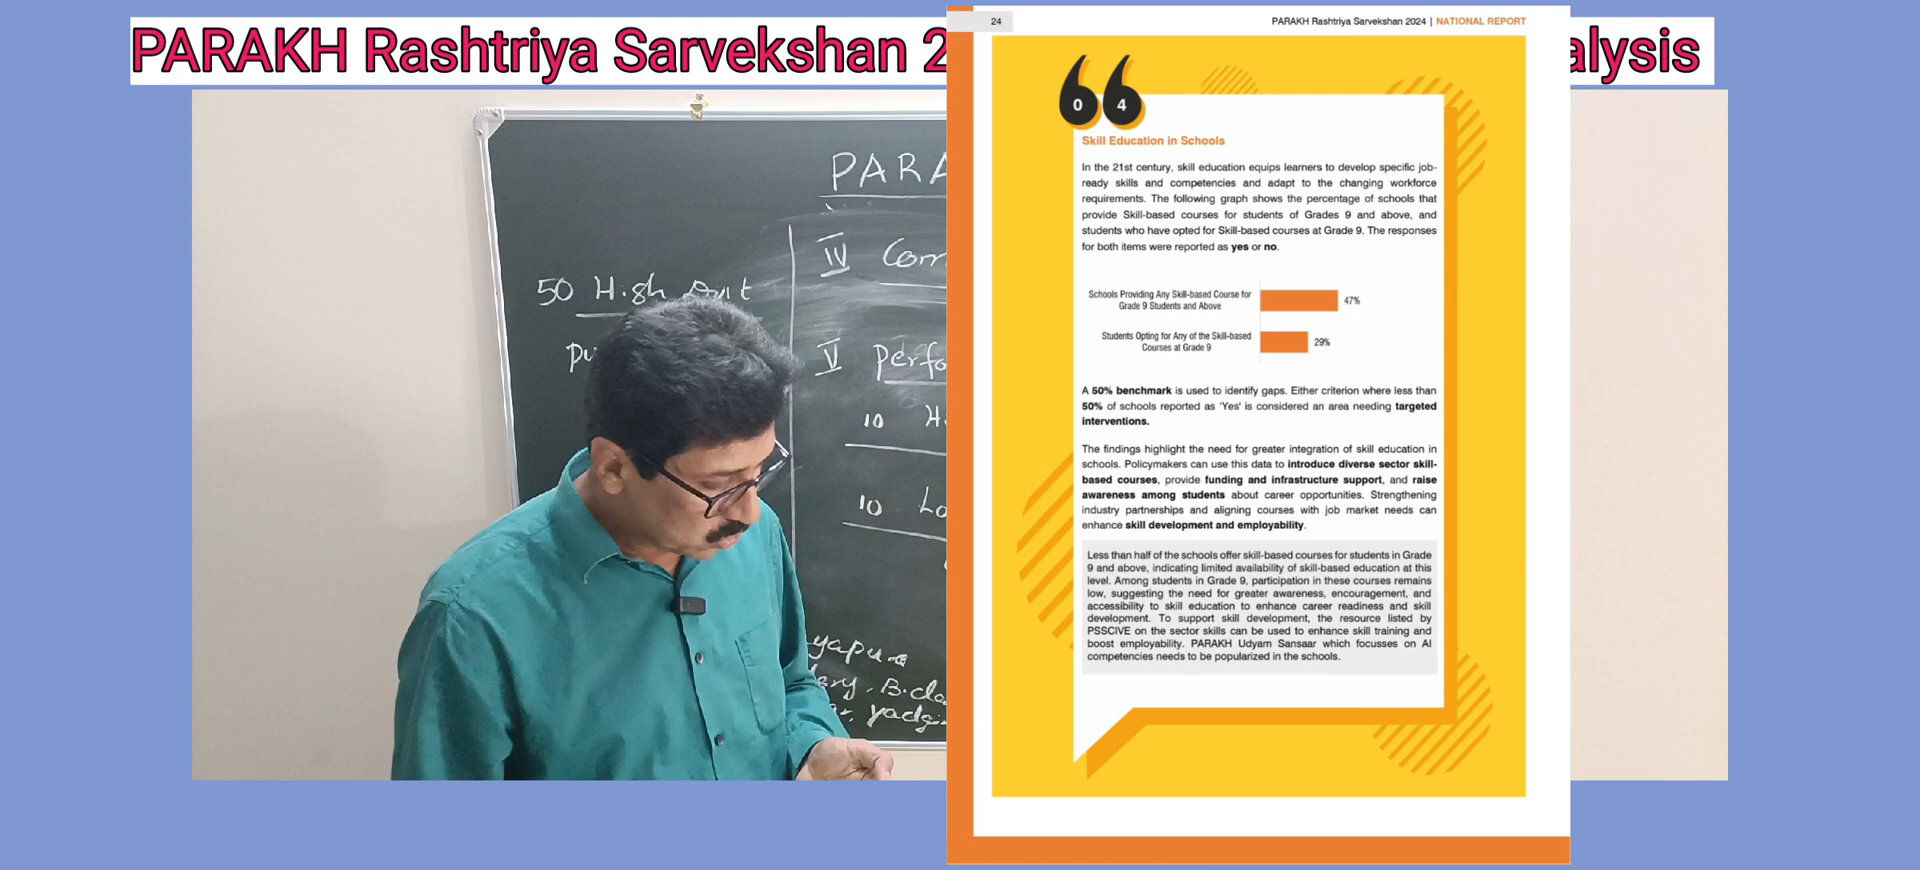 PARAKH Rashtriya Sarvekshan 2
alysis
PARA
IV Com
50 High
V Perfo
10 H
10 Lo
yapura
24
PARAKH Rashtriya Sarvekshan 2024 | NATIONAL REPORT
04
Skill Education in Schools
In the 21st century, skill education equips learners to develop specific job-
ready skills and competencies and adapt to the changing workforce
requirements. The following graph shows the percentage of schools that
provide Skill-based courses for students of Grades 9 and above, and
students who have opted for Skill-based courses at Grade 9. The responses
for both items were reported as yes or no.
Schools Providing Any Skill-based Course for
Grade 9 Students and Above
47%
Students Opting for Any of the Skill-based
Courses at Grade 9
29%
A 50% benchmark is used to identify gaps. Either criterion where less than
50% of schools reported as 'Yes' is considered an area needing targeted
interventions.
The findings highlight the need for greater integration of skill education in
schools. Policymakers can use this data to introduce diverse sector skill-
based courses, provide funding and infrastructure support, and raise
awareness among students about career opportunities. Strengthening
industry partnerships and aligning courses with job market needs can
enhance skill development and employability.
Less than half of the schools offer skill-based courses for students in Grade
9 and above, indicating limited availability of skill-based education at this
level. Among students in Grade 9, participation in these courses remains
low, suggesting the need for greater awareness, encouragement, and
accessibility to skill education to enhance career readiness and skill
development. To support skill development, the resource listed by
PSSCIVE on the sector skills can be used to enhance skill training and
boost employability. PARAKH Udyam Sansaar which focusses on AI
competencies needs to be popularized in the schools.